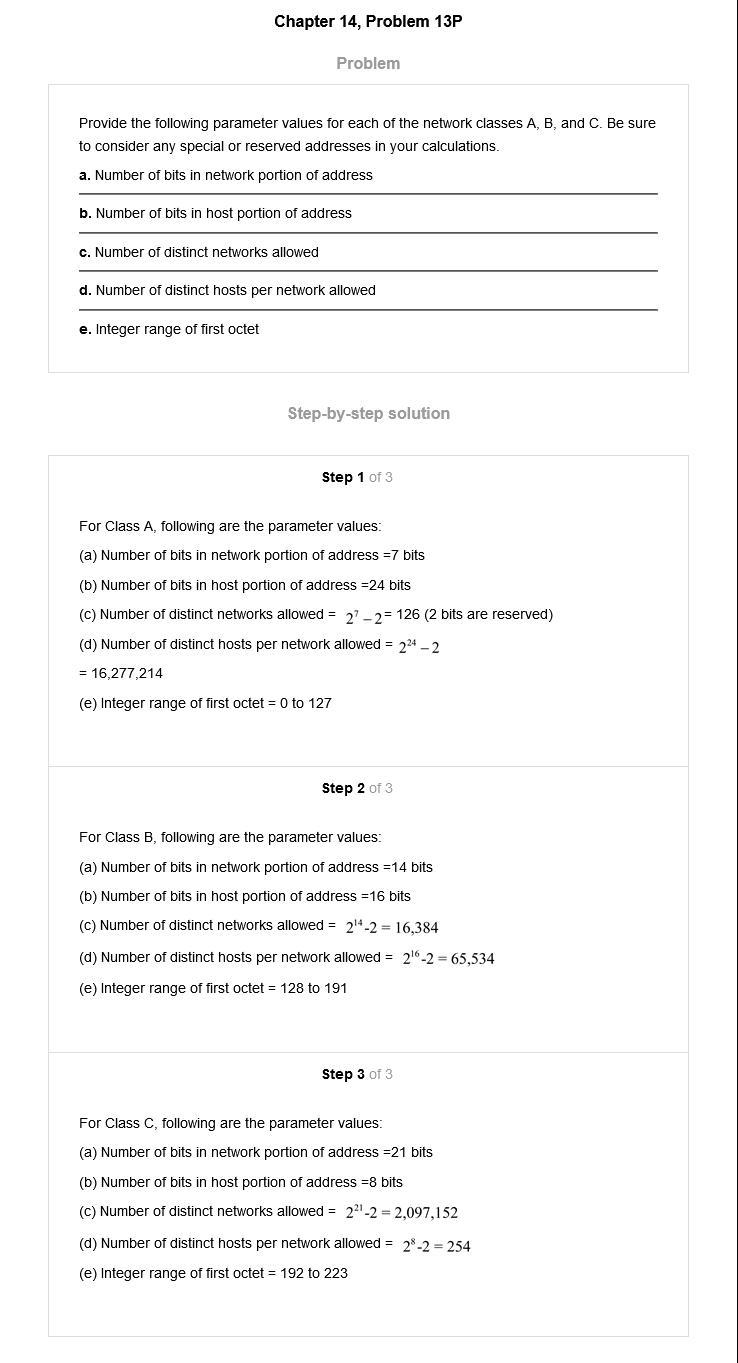 Chapter 14, Problem 13P
Problem
Provide the following parameter values for each of the network classes A, B, and C. Be sure
to consider any special or reserved addresses in your calculations.
a. Number of bits in network portion of address
b. Number of bits in host portion of address
c. Number of distinct networks allowed
d. Number of distinct hosts per network allowed
e. Integer range of first octet
Step-by-step solution
Step 1 of 3
For Class A, following are the parameter values:
(a) Number of bits in network portion of address =7 bits
(b) Number of bits in host portion of address =24 bits
(c) Number of distinct networks allowed = 2⁷ – 2= 126 (2 bits are reserved)
(d) Number of distinct hosts per network allowed = 2²⁴ – 2
= 16,277,214
(e) Integer range of first octet = 0 to 127
Step 2 of 3
For Class B, following are the parameter values:
(a) Number of bits in network portion of address =14 bits
(b) Number of bits in host portion of address =16 bits
(c) Number of distinct networks allowed = 2¹⁴-2 = 16,384
(d) Number of distinct hosts per network allowed = 2¹⁶-2 = 65,534
(e) Integer range of first octet = 128 to 191
Step 3 of 3
For Class C, following are the parameter values:
(a) Number of bits in network portion of address =21 bits
(b) Number of bits in host portion of address =8 bits
(c) Number of distinct networks allowed = 2²¹-2 = 2,097,152
(d) Number of distinct hosts per network allowed = 2⁸-2 = 254
(e) Integer range of first octet = 192 to 223